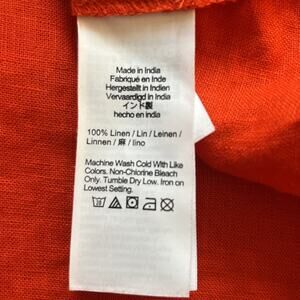 Made in India
Fabriqué en Inde
Hergestellt in Indien
Vervaardigd in India
インド製
hecho en india
100% Linen / Lin / Leinen /
Linnen / 麻 / lino
Machine Wash Cold With Like
Colors. Non-Chlorine Bleach
Only. Tumble Dry Low. Iron on
Lowest Setting.